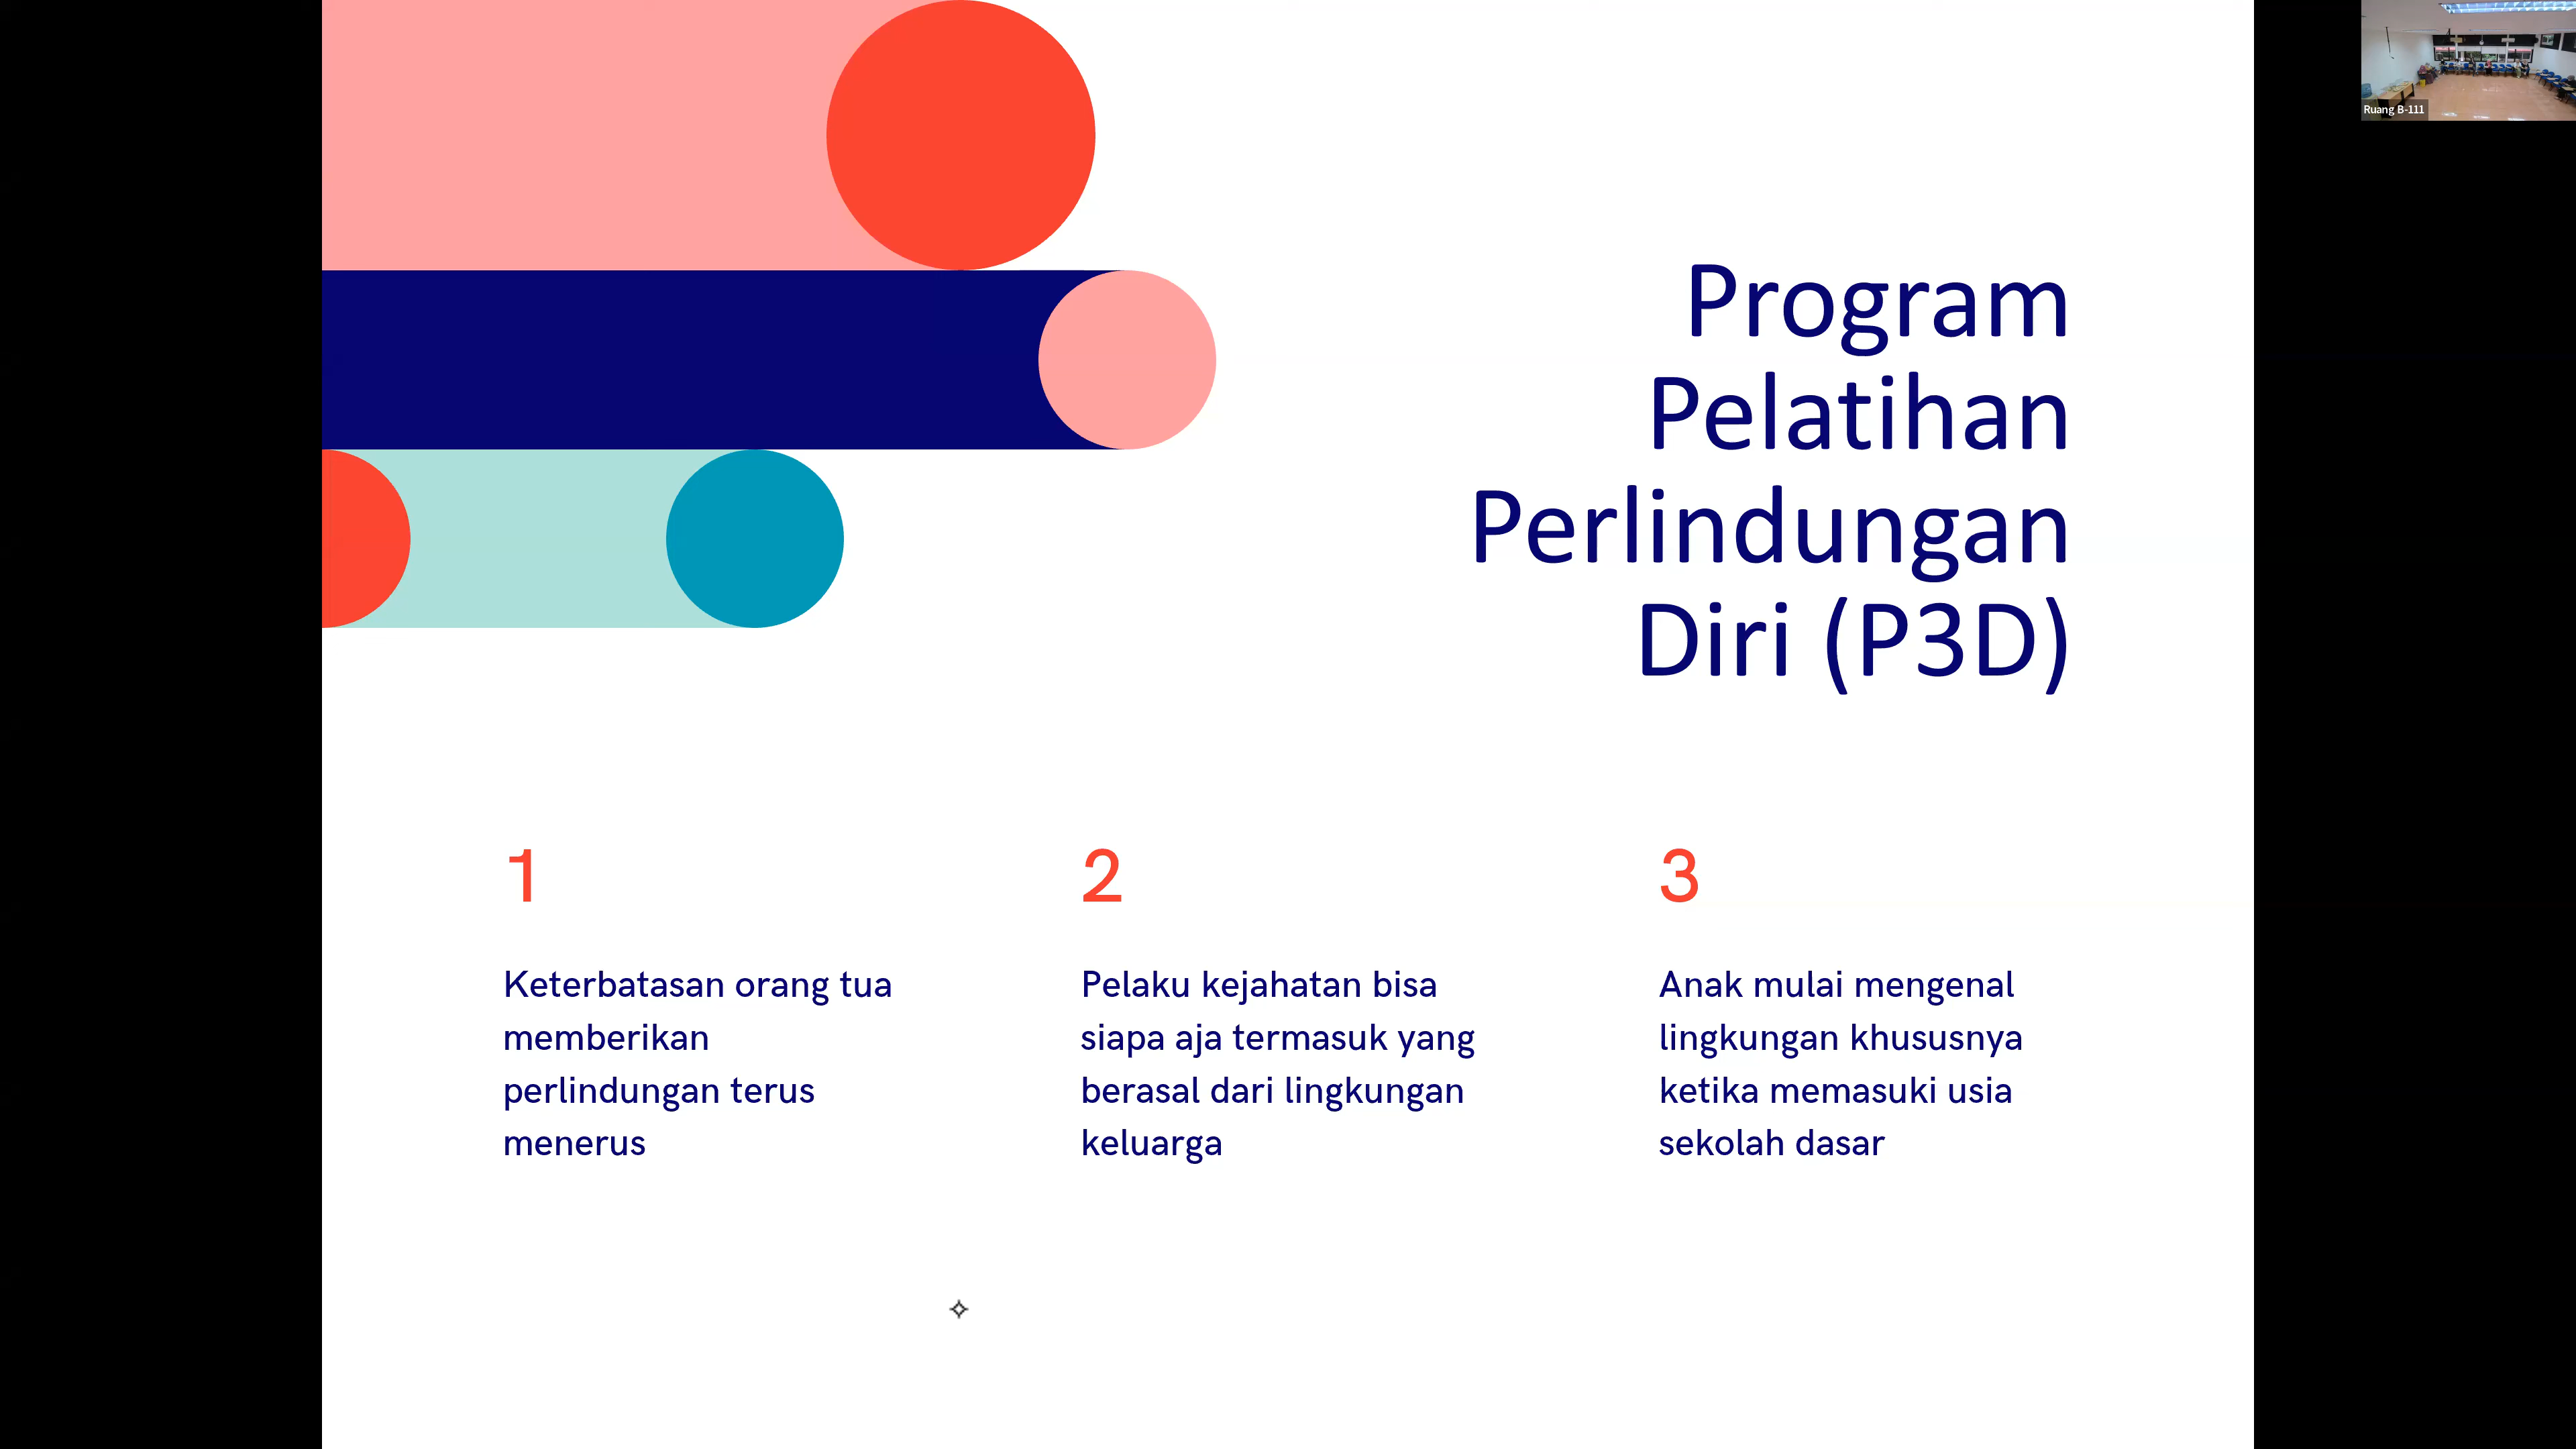 Program
Pelatihan
Perlindungan
Diri (P3D)
1
Keterbatasan orang tua
memberikan
perlindungan terus
menerus
2
Pelaku kejahatan bisa
siapa aja termasuk yang
berasal dari lingkungan
keluarga
3
Anak mulai mengenal
lingkungan khususnya
ketika memasuki usia
sekolah dasar
Ruang B-111